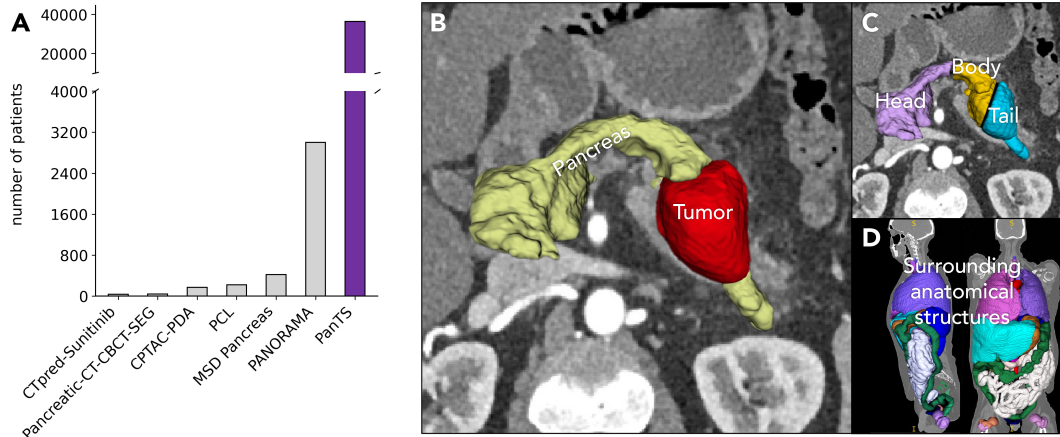 A
number of patients
40000
20000
4000
3200
2400
1600
800
0
CTpred-Sunitinib
Pancreatic-CT-CBCT-SEG
CPTAC-PDA
PCL
MSD Pancreas
PANORAMA
PanTS
B
Pancreas
Tumor
C
Body
Head
Tail
D
S
S
Surrounding
anatomical
structures
I